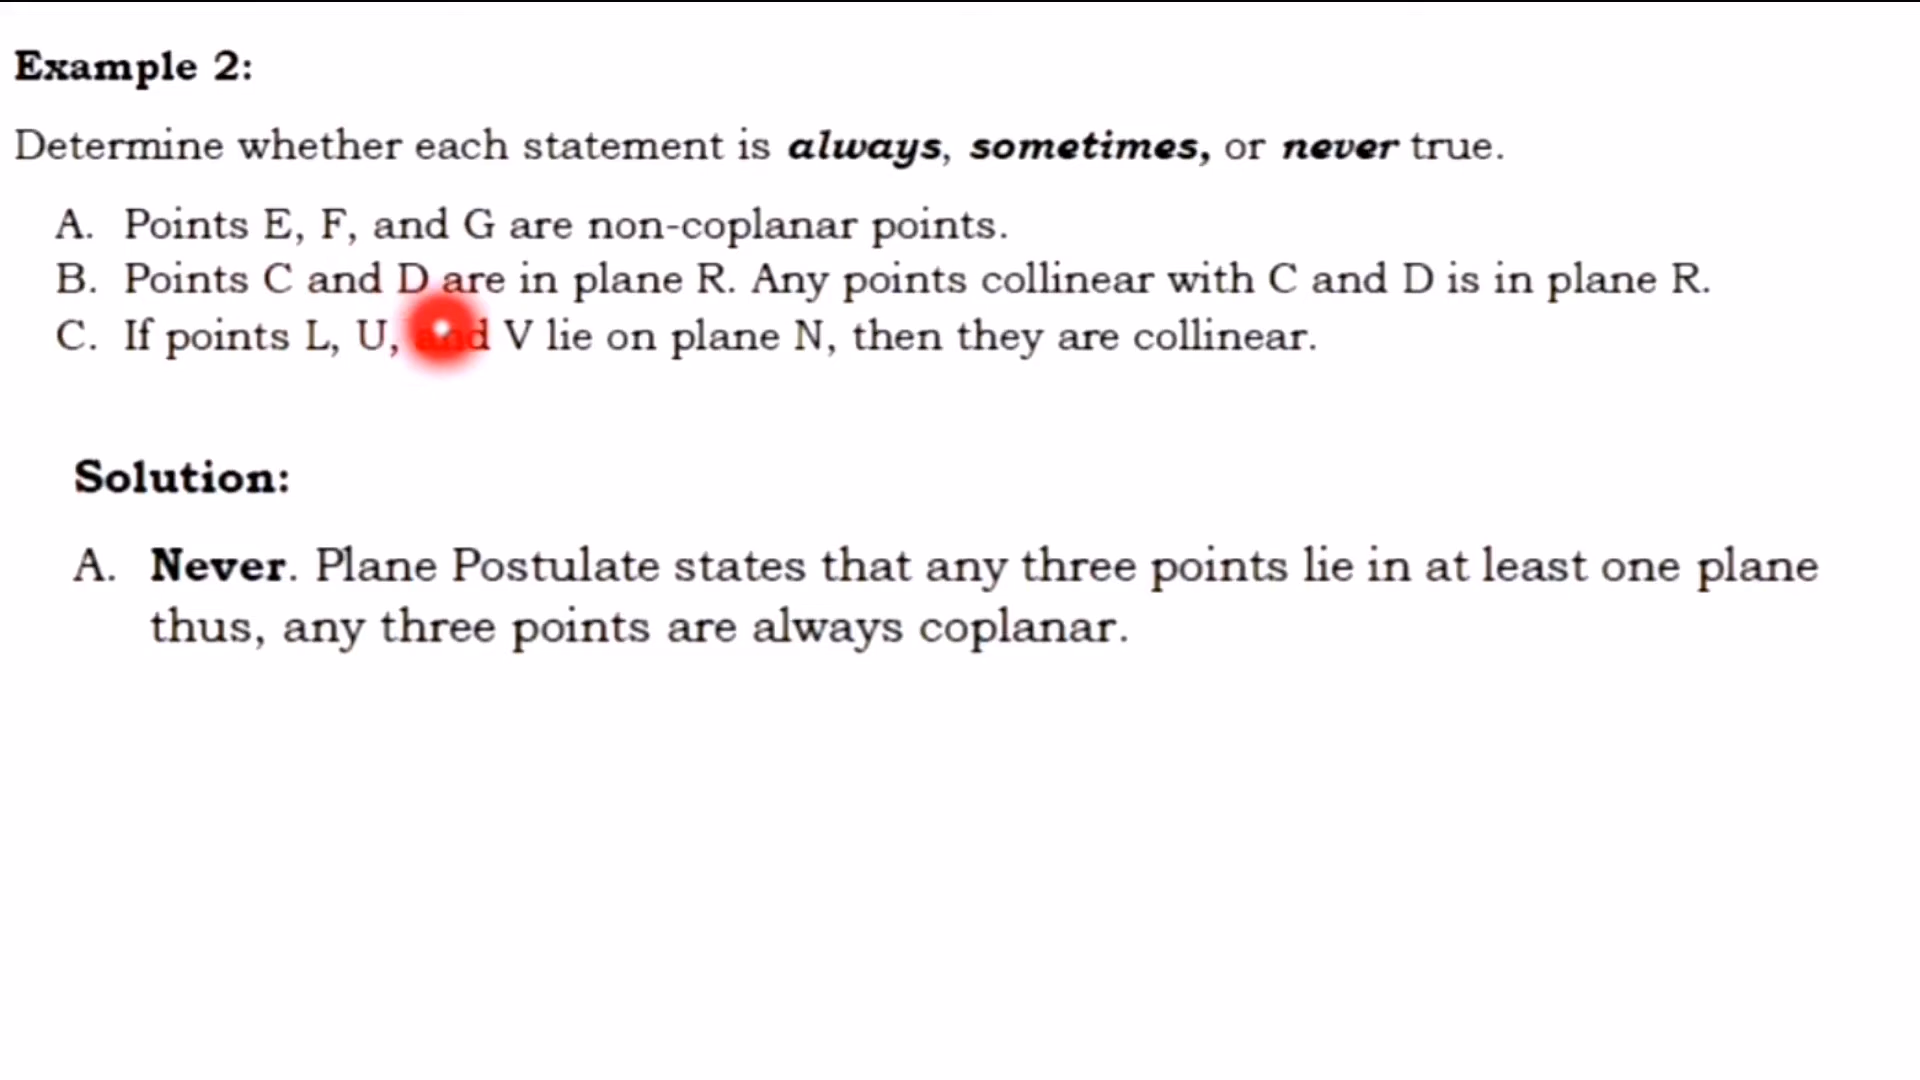 Example 2:
Determine whether each statement is always, sometimes, or never true.
A. Points E, F, and G are non-coplanar points.
B. Points C and D are in plane R. Any points collinear with C and D is in plane R.
C. If points L, U, and V lie on plane N, then they are collinear.
Solution:
A. Never. Plane Postulate states that any three points lie in at least one plane
thus, any three points are always coplanar.